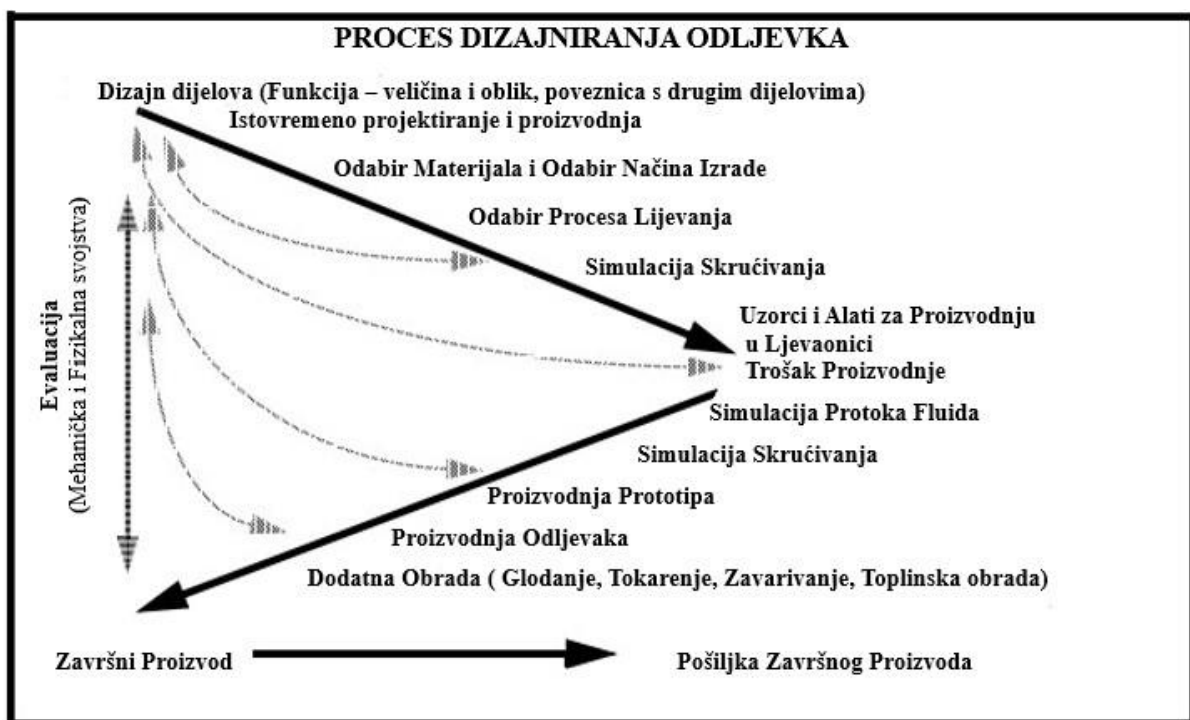 PROCES DIZAJNIRANJA ODLJEVKA
Dizajn dijelova (Funkcija – veličina i oblik, poveznica s drugim dijelovima)
Istovremeno projektiranje i proizvodnja
Odabir Materijala i Odabir Načina Izrade
Odabir Procesa Lijevanja
Simulacija Skrućivanja
Uzorci i Alati za Proizvodnju
u Ljevaonici
Trošak Proizvodnje
Simulacija Protoka Fluida
Simulacija Skrućivanja
Proizvodnja Prototipa
Proizvodnja Odljevaka
Dodatna Obrada ( Glodanje, Tokarenje, Zavarivanje, Toplinska obrada)
Evaluacija
(Mehanička i Fizikalna svojstva)
Završni Proizvod
Pošiljka Završnog Proizvoda